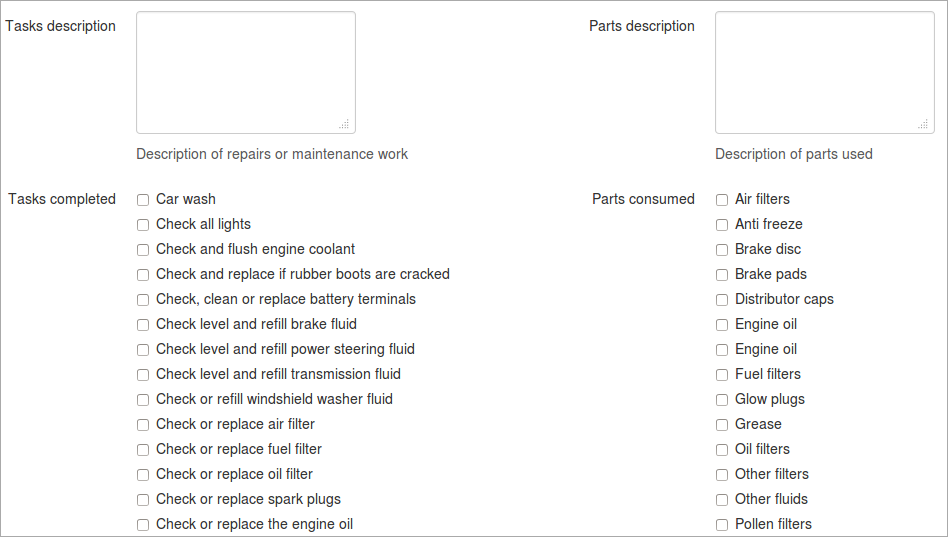 Tasks description
Description of repairs or maintenance work
Parts description
Description of parts used
Tasks completed
Car wash
Check all lights
Check and flush engine coolant
Check and replace if rubber boots are cracked
Check, clean or replace battery terminals
Check level and refill brake fluid
Check level and refill power steering fluid
Check level and refill transmission fluid
Check or refill windshield washer fluid
Check or replace air filter
Check or replace fuel filter
Check or replace oil filter
Check or replace spark plugs
Check or replace the engine oil
Parts consumed
Air filters
Anti freeze
Brake disc
Brake pads
Distributor caps
Engine oil
Engine oil
Fuel filters
Glow plugs
Grease
Oil filters
Other filters
Other fluids
Pollen filters